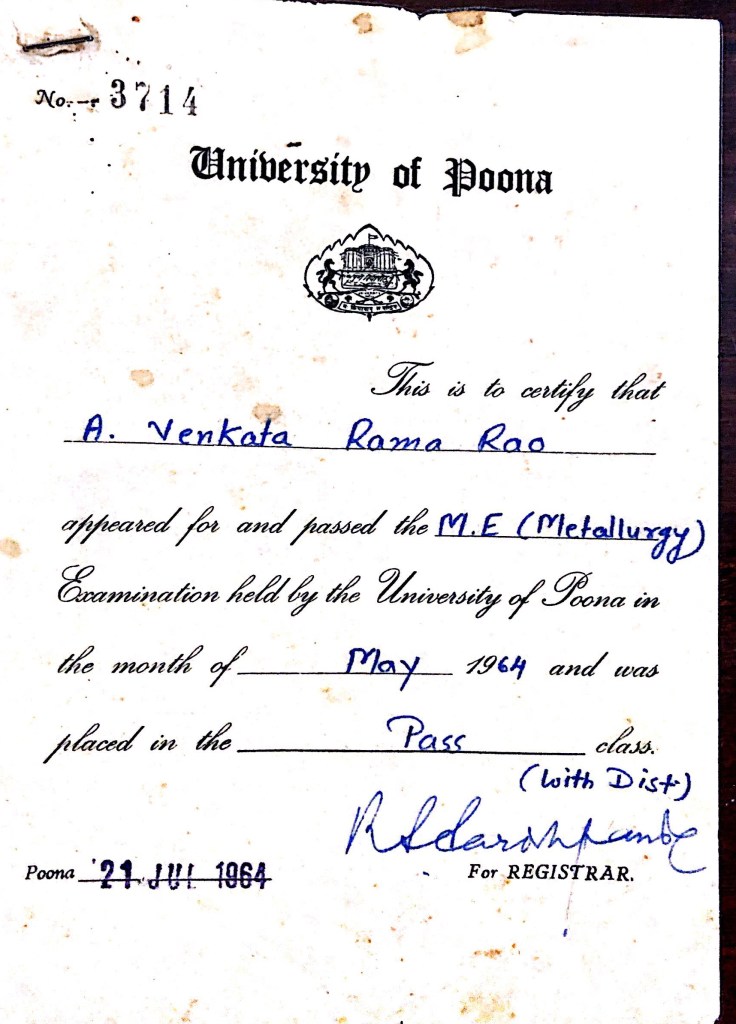 No. 3714
University of Poona
This is to certify that
A. Venkata Rama Rao
appeared for and passed the M.E (Metallurgy)
Examination held by the University of Poona in
the month of May 1964 and was
placed in the Pass class.
(With Dist.)
Poona 21 JUL 1964
For REGISTRAR.